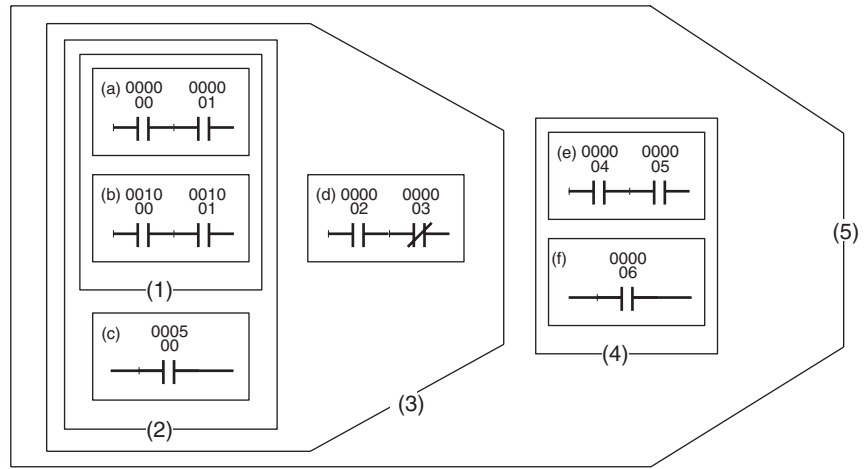 (a) 0000 0000
00 01
(b) 0010 0010
00 01
(1)
(c) 0005
00
(2)
(d) 0000 0000
02 03
(3)
(e) 0000 0000
04 05
(f) 0000
06
(4)
(5)